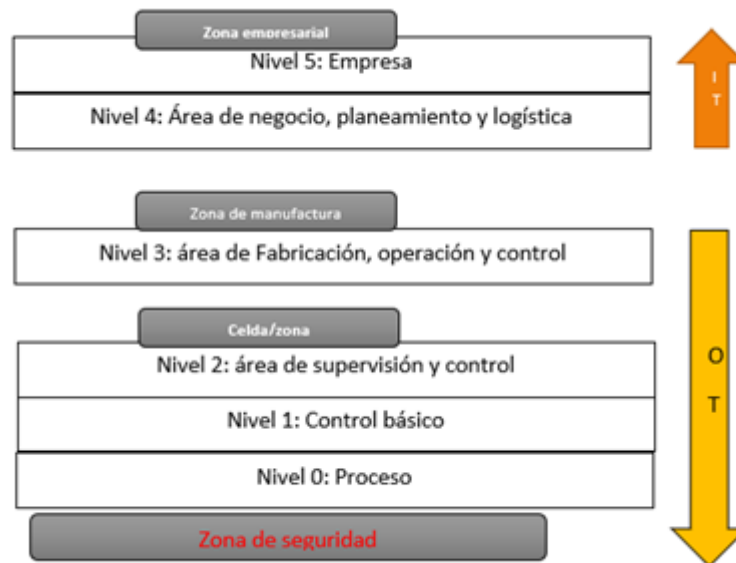 Zona empresarial
Nivel 5: Empresa
Nivel 4: Área de negocio, planeamiento y logística
I
T
Zona de manufactura
Nivel 3: área de Fabricación, operación y control
Celda/zona
Nivel 2: área de supervisión y control
Nivel 1: Control básico
Nivel 0: Proceso
Zona de seguridad
O
T